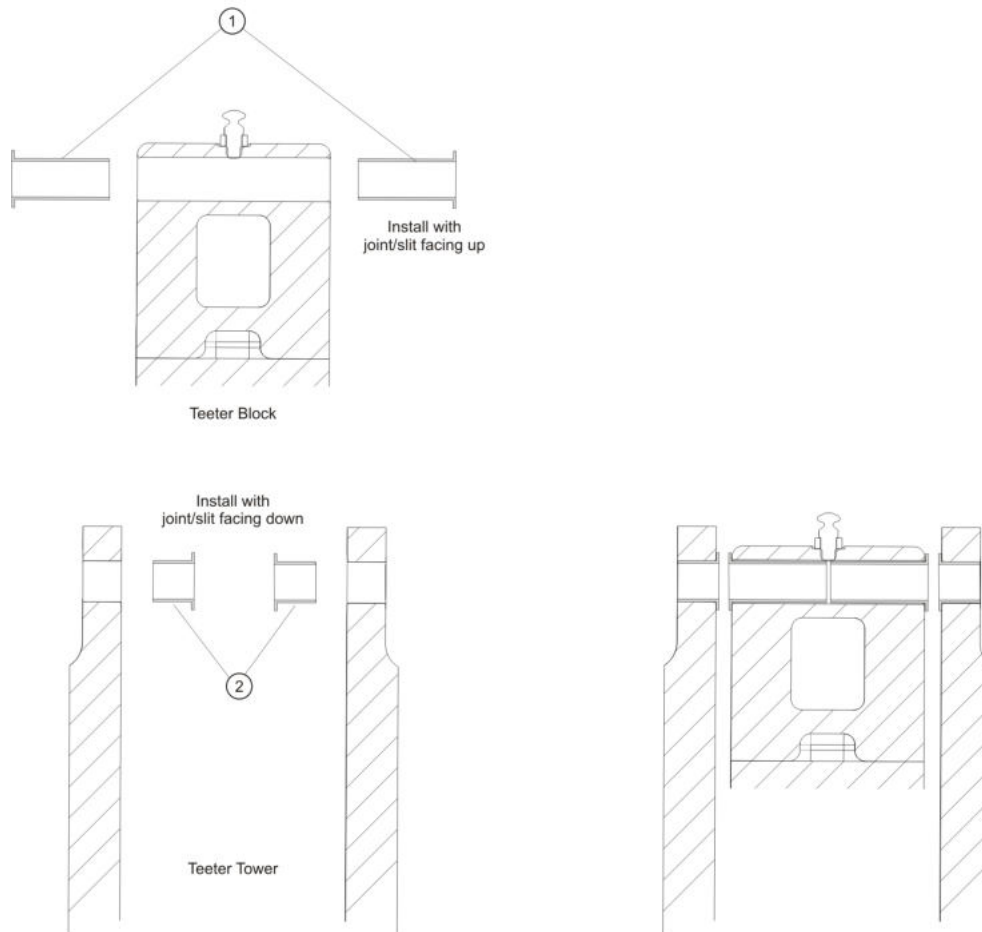 1
Install with
joint/slit facing up
Teeter Block
Install with
joint/slit facing down
2
Teeter Tower